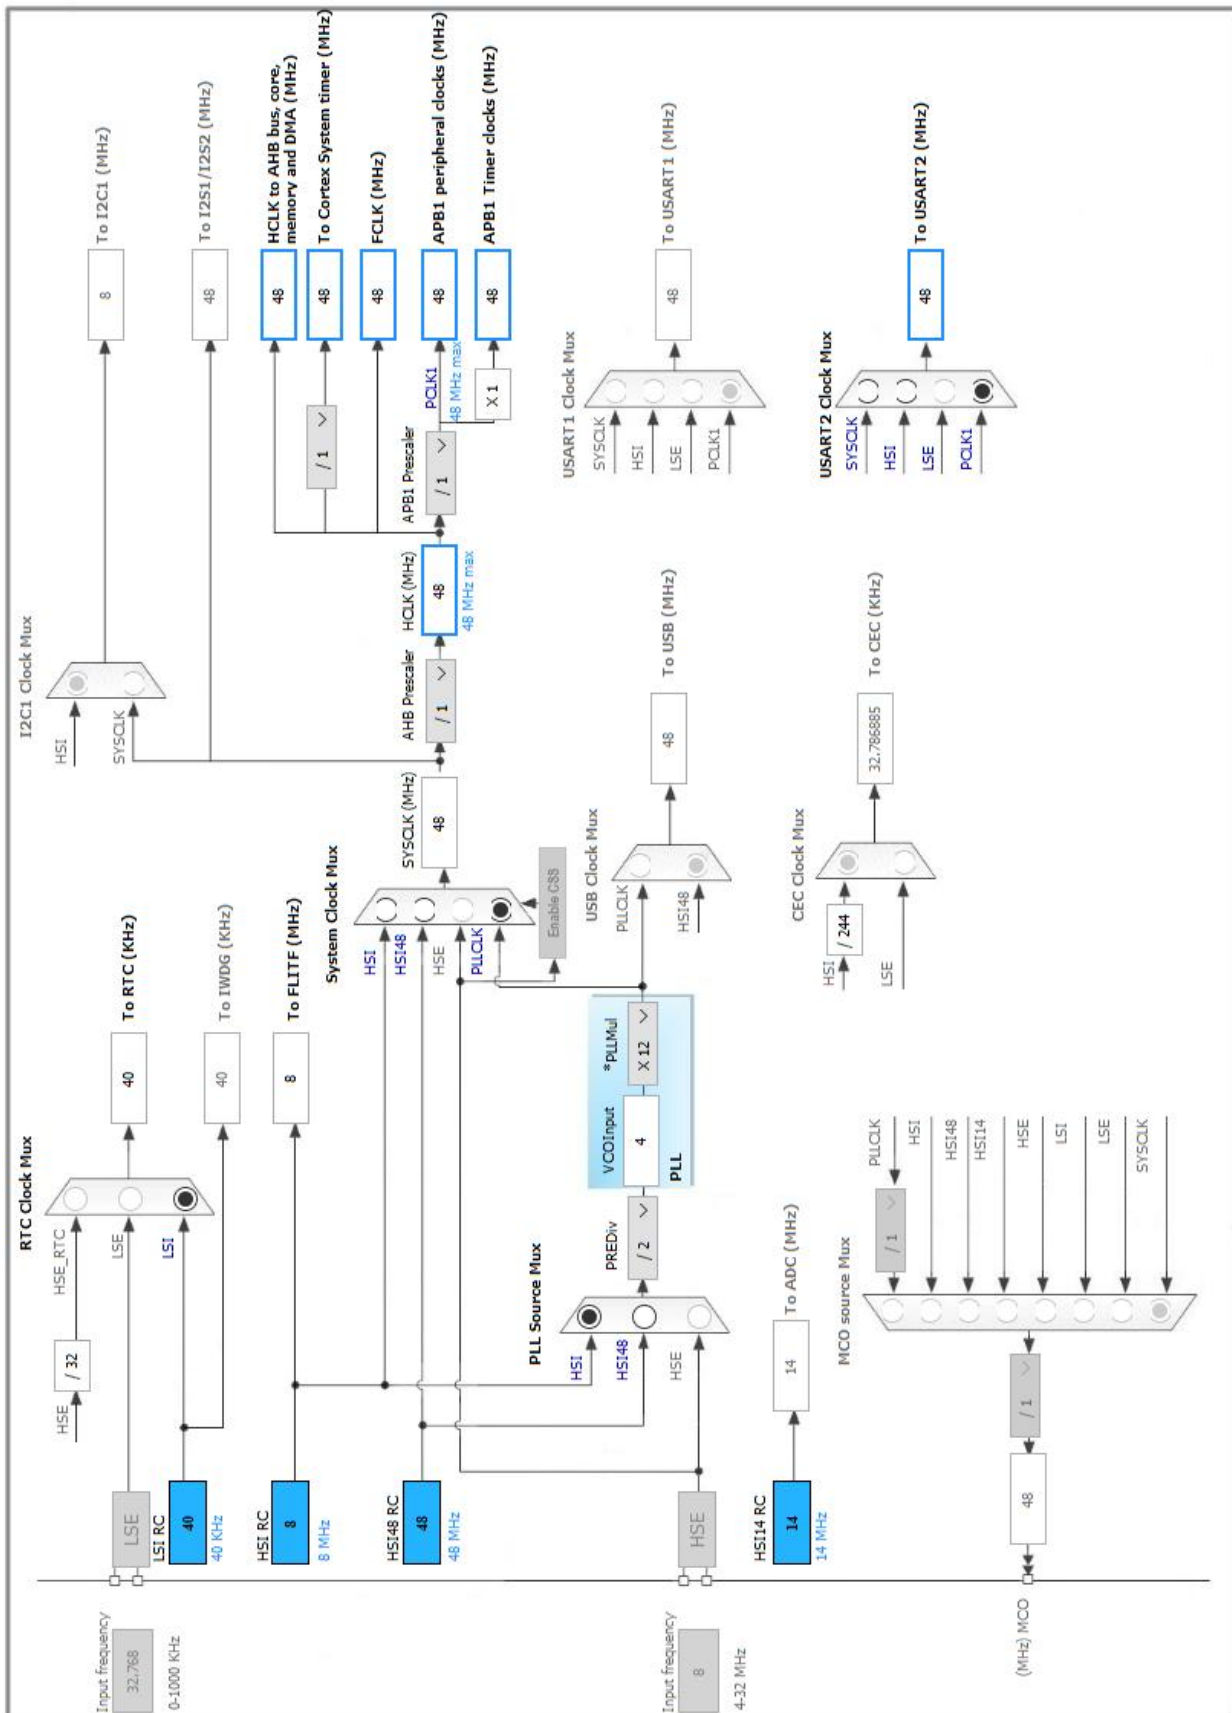 RTC Clock Mux
HSE
/ 32
HSE_RTC
LSE
LSI
40
To RTC (KHz)
Input frequency
32.768
0-1000 KHz
LSE
LSI RC
40
40 KHz
40
To IWDG (KHz)
HSI RC
8
8 MHz
8
To FLITF (MHz)
HSI48 RC
48
48 MHz
I2C1 Clock Mux
HSI
SYSCLK
8
To I2C1 (MHz)
48
To I2S1/I2S2 (MHz)
System Clock Mux
HSI
HSI48
HSE
PLLCLK
Enable CSS
SYSCLK (MHz)
48
AHB Prescaler
/ 1
HCLK (MHz)
48
48 MHz max
48
HCLK to AHB bus, core,
memory and DMA (MHz)
/ 1
48
To Cortex System timer (MHz)
48
FCLK (MHz)
APB1 Prescaler
/ 1
PCLK1
48 MHz max
48
APB1 peripheral clocks (MHz)
X 1
48
APB1 Timer clocks (MHz)
PLL Source Mux
HSI
HSI48
HSE
PREDiv
/ 2
VCOInput
4
*PLLMul
X 12
PLL
USB Clock Mux
PLLCLK
HSI48
48
To USB (MHz)
USART1 Clock Mux
SYSCLK
HSI
LSE
PCLK1
48
To USART1 (MHz)
Input frequency
8
4-32 MHz
HSE
HSI14 RC
14
14 MHz
14
To ADC (MHz)
CEC Clock Mux
HSI
/ 244
LSE
32.786885
To CEC (KHz)
USART2 Clock Mux
SYSCLK
HSI
LSE
PCLK1
48
To USART2 (MHz)
MCO source Mux
(MHz) MCO
48
/ 1
/ 1
PLLCLK
HSI
HSI48
HSI14
HSE
LSI
LSE
SYSCLK